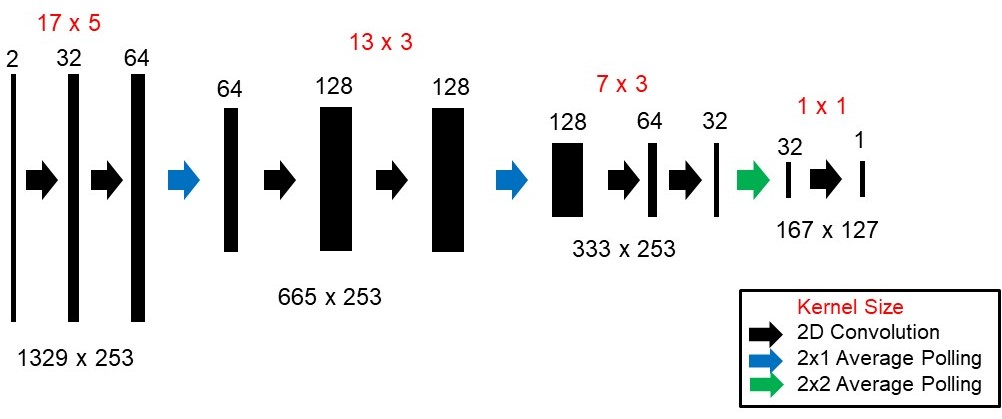 17 x 5
2
32
64
1329 x 253
13 x 3
64
128
128
665 x 253
7 x 3
128
64
32
333 x 253
1 x 1
32
1
167 x 127
Kernel Size
2D Convolution
2x1 Average Polling
2x2 Average Polling